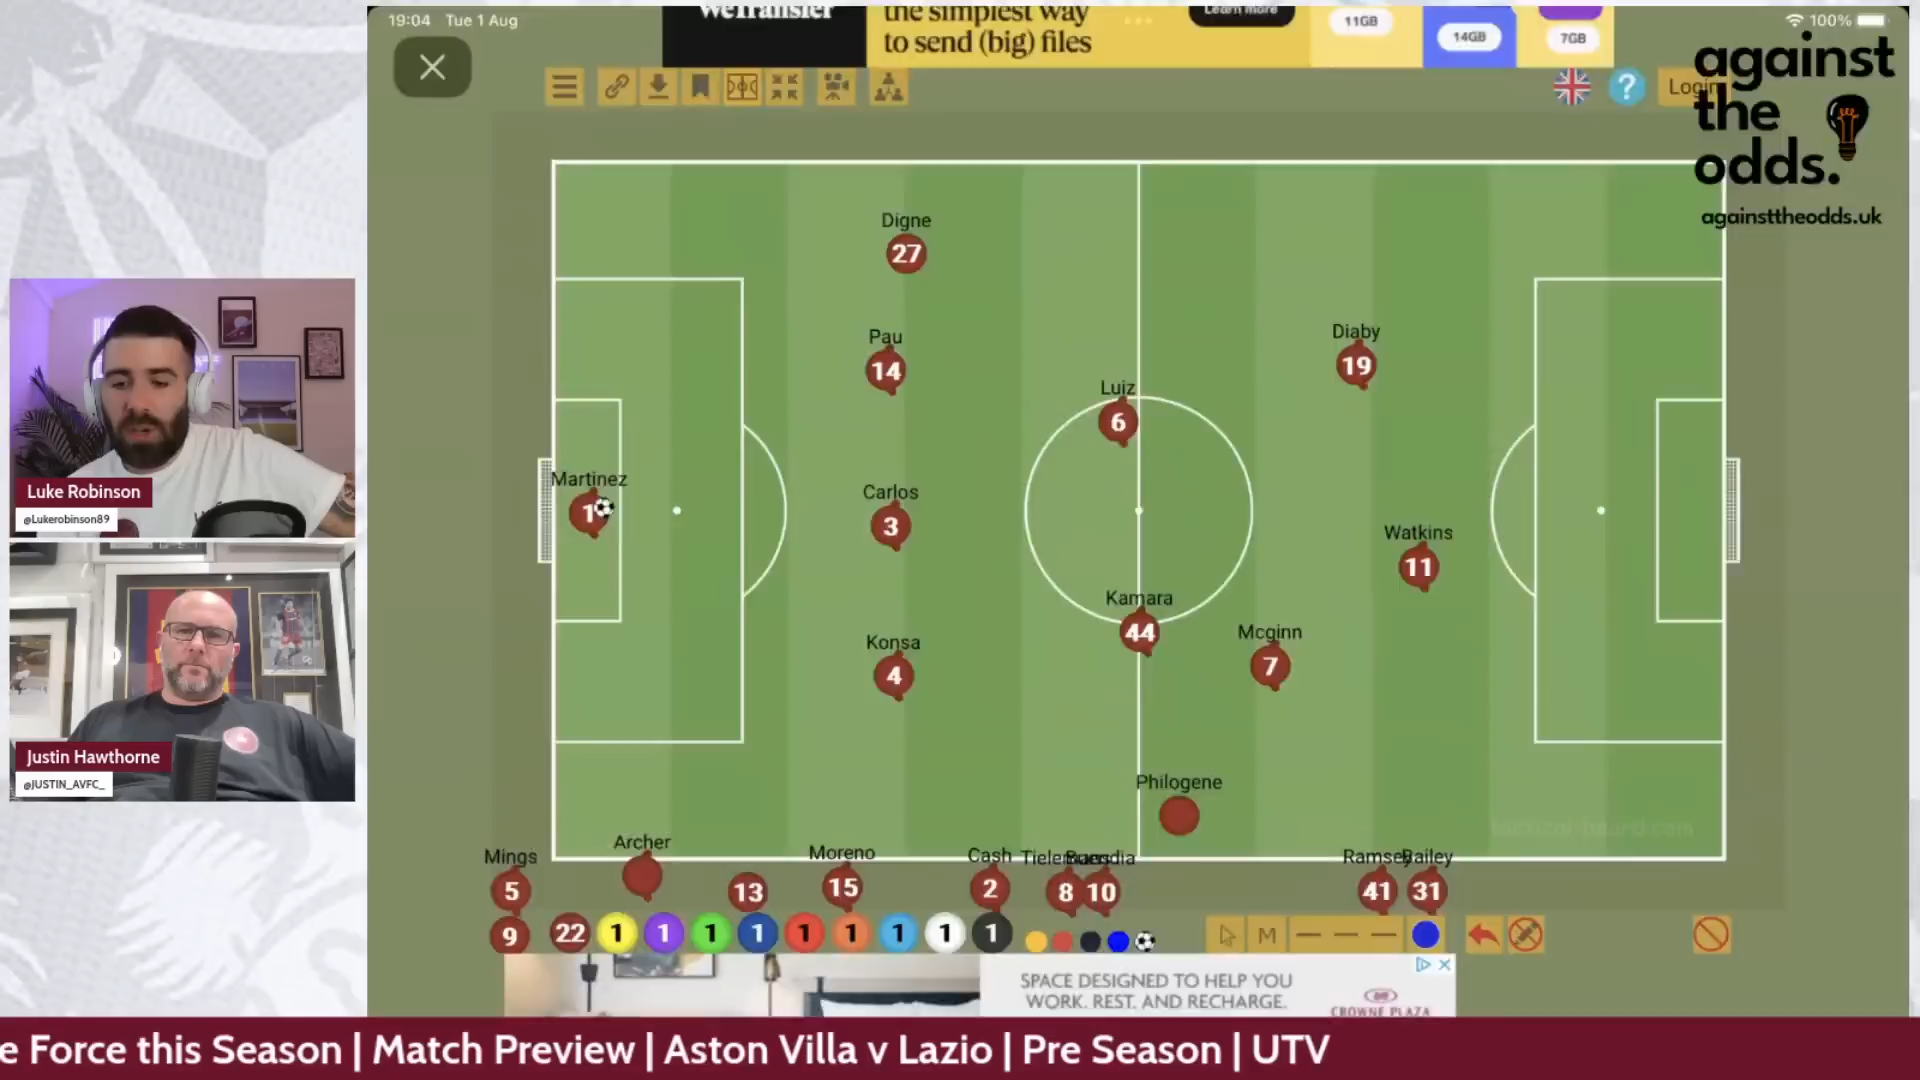 19:04 Tue 1 Aug
WeTransfer
the simplest way
to send (big) files
Learn more
11GB
14GB
7GB
100%
Login
against
the
odds.
againsttheodds.uk
Digne
27
Pau
14
Diaby
19
Luiz
6
Martinez
1
Carlos
3
Watkins
11
Kamara
44
Mcginn
7
Konsa
4
Philogene
Luke Robinson
@Lukerobinson89
Justin Hawthorne
@JUSTIN_AVFC_
Mings
5
Archer
13
Moreno
15
Cash
2
8
10
Ramsey
41
Bailey
31
9
22
1
1
1
1
1
1
1
1
1
M
SPACE DESIGNED TO HELP YOU
WORK. REST. AND RECHARGE.
CROWNE PLAZA
e Force this Season | Match Preview | Aston Villa v Lazio | Pre Season | UTV